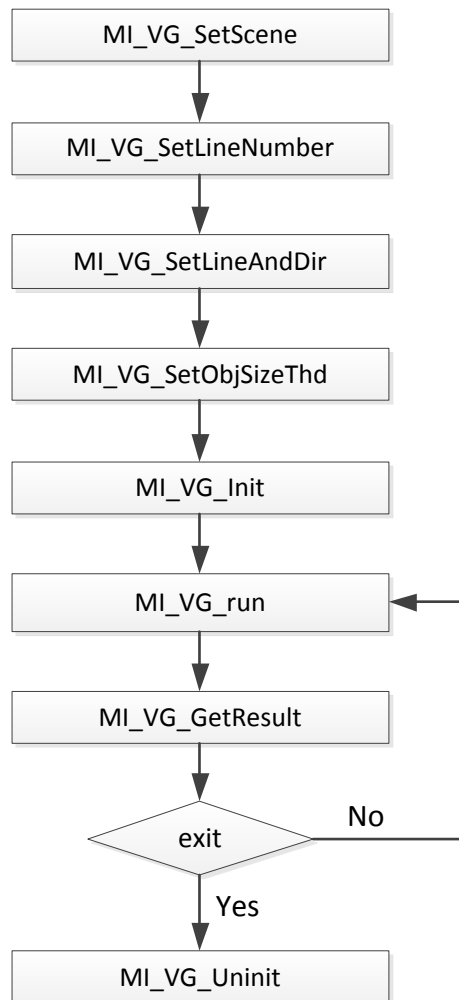 MI_VG_SetScene
MI_VG_SetLineNumber
MI_VG_SetLineAndDir
MI_VG_SetObjSizeThd
MI_VG_Init
MI_VG_run
MI_VG_GetResult
exit
No
Yes
MI_VG_Uninit